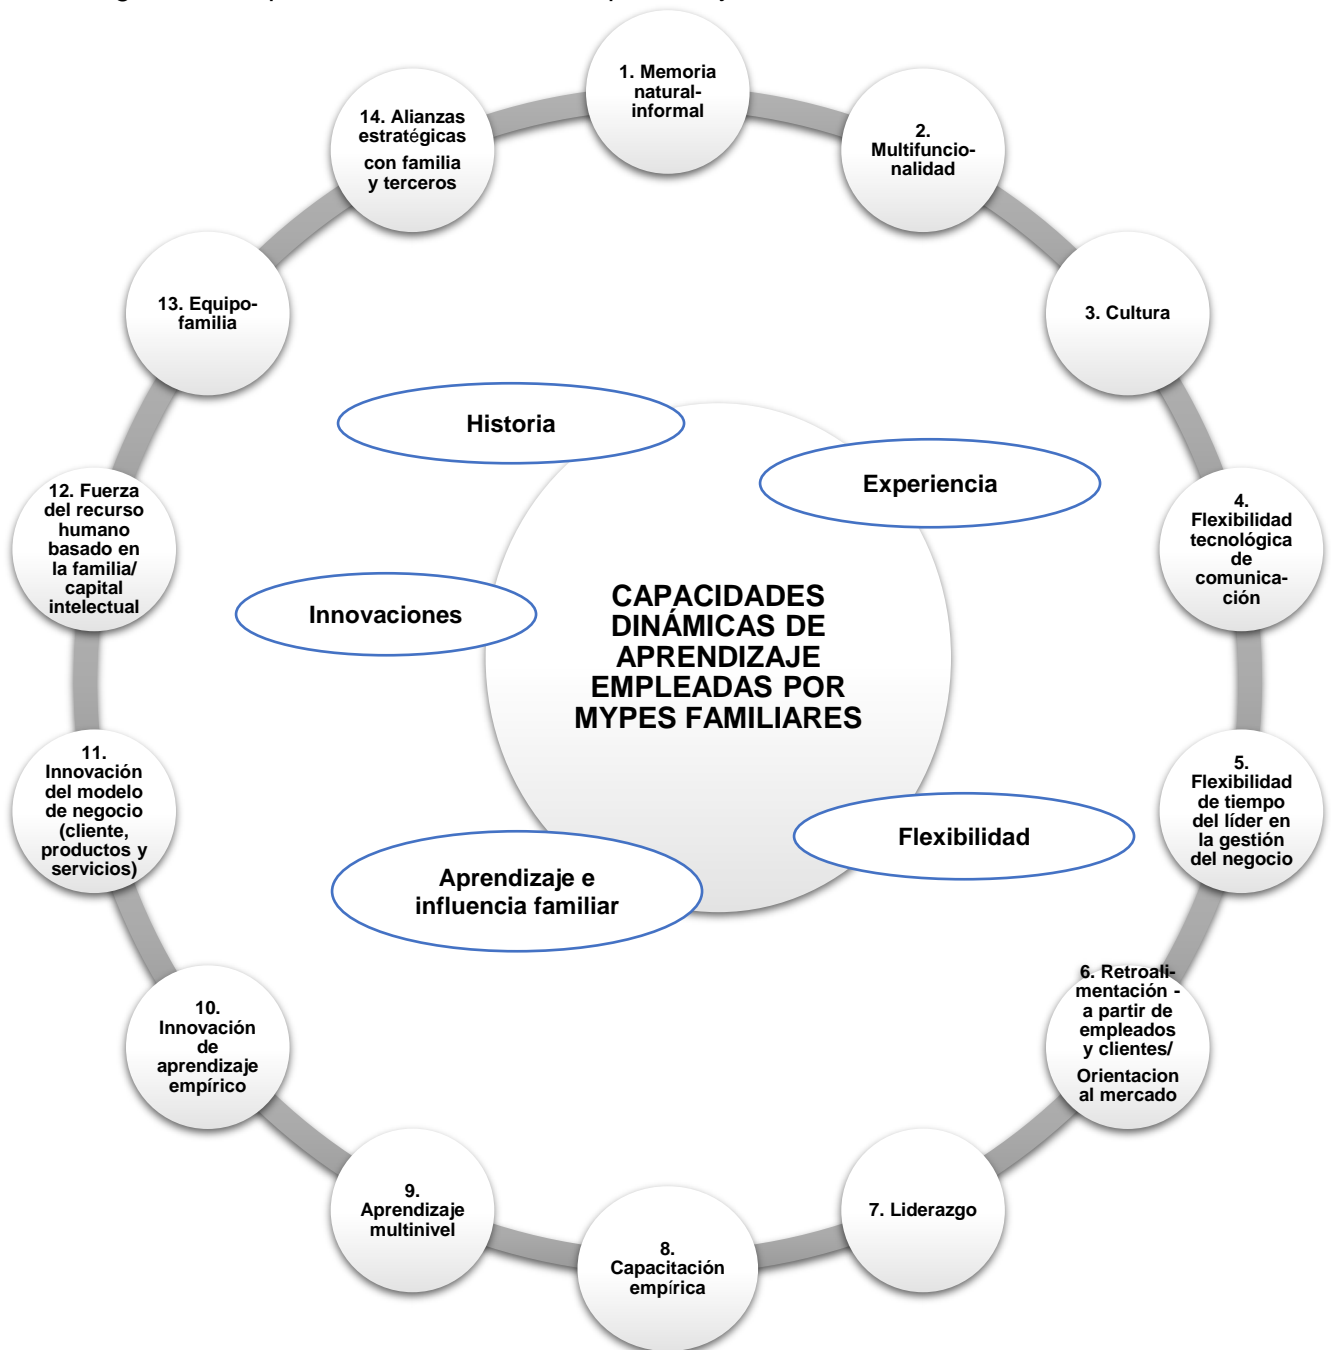 1. Memoria
natural-
informal
2.
Multifuncio-
nalidad
3. Cultura
4.
Flexibilidad
tecnológica
de
comunica-
ción
5.
Flexibilidad
de tiempo
del líder en
la gestión
del negocio
6. Retroali-
mentación -
a partir de
empleados
y clientes/
Orientacion
al mercado
7. Liderazgo
8.
Capacitación
empírica
9.
Aprendizaje
multinivel
10.
Innovación
de
aprendizaje
empírico
11.
Innovación
del modelo
de negocio
(cliente,
productos y
servicios)
12. Fuerza
del recurso
humano
basado en
la familia/
capital
intelectual
13. Equipo-
familia
14. Alianzas
estratégicas
con familia
y terceros
Historia
Experiencia
Innovaciones
CAPACIDADES
DINÁMICAS DE
APRENDIZAJE
EMPLEADAS POR
MYPES FAMILIARES
Flexibilidad
Aprendizaje e
influencia familiar